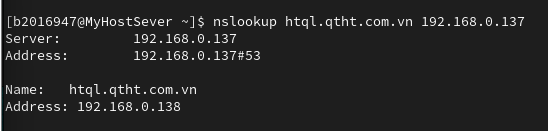 [b2016947@MyHostSever ~]$ nslookup htql.qtht.com.vn 192.168.0.137
Server:         192.168.0.137
Address:        192.168.0.137#53
Name:   htql.qtht.com.vn
Address: 192.168.0.138